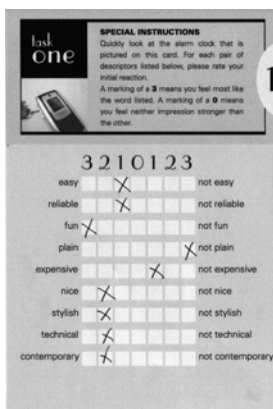 task
one
SPECIAL INSTRUCTIONS
Quickly look at the alarm clock that is
pictured on this card. For each pair of
descriptors listed below, please rate your
initial reaction.
A marking of a 3 means you feel most like
the word listed. A marking of a 0 means
you feel neither impression stronger than
the other.
1
3 2 1 0 1 2 3
easy not easy
reliable not reliable
fun not fun
plain not plain
expensive not expensive
nice not nice
stylish not stylish
technical not technical
contemporary not contemporary